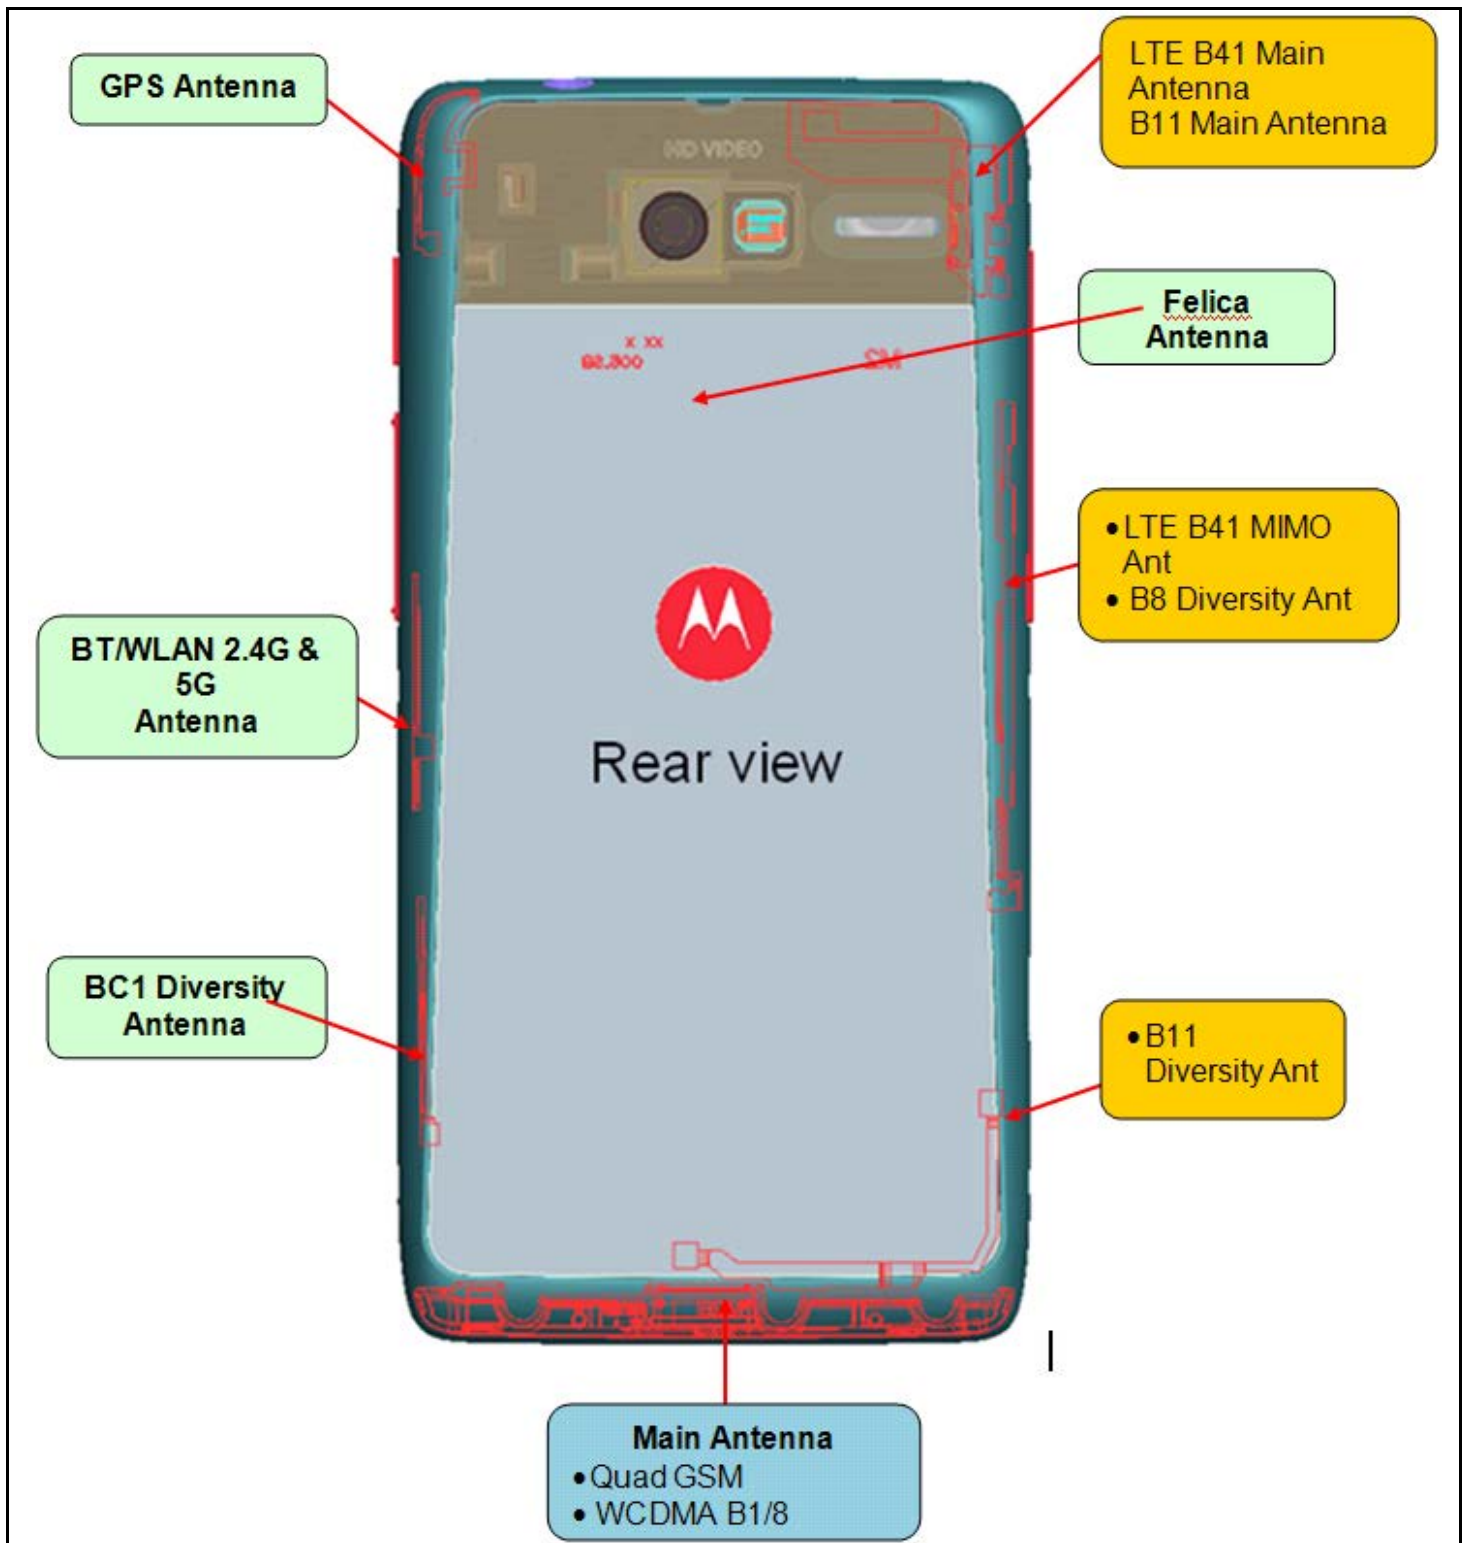 GPS Antenna
LTE B41 Main
Antenna
B11 Main Antenna
HD VIDEO
Felica
Antenna
x xx
LTE B41 MIMO
Ant
B8 Diversity Ant
BT/WLAN 2.4G &
5G
Antenna
Rear view
BC1 Diversity
Antenna
B11
Diversity Ant
Main Antenna
Quad GSM
WCDMA B1/8